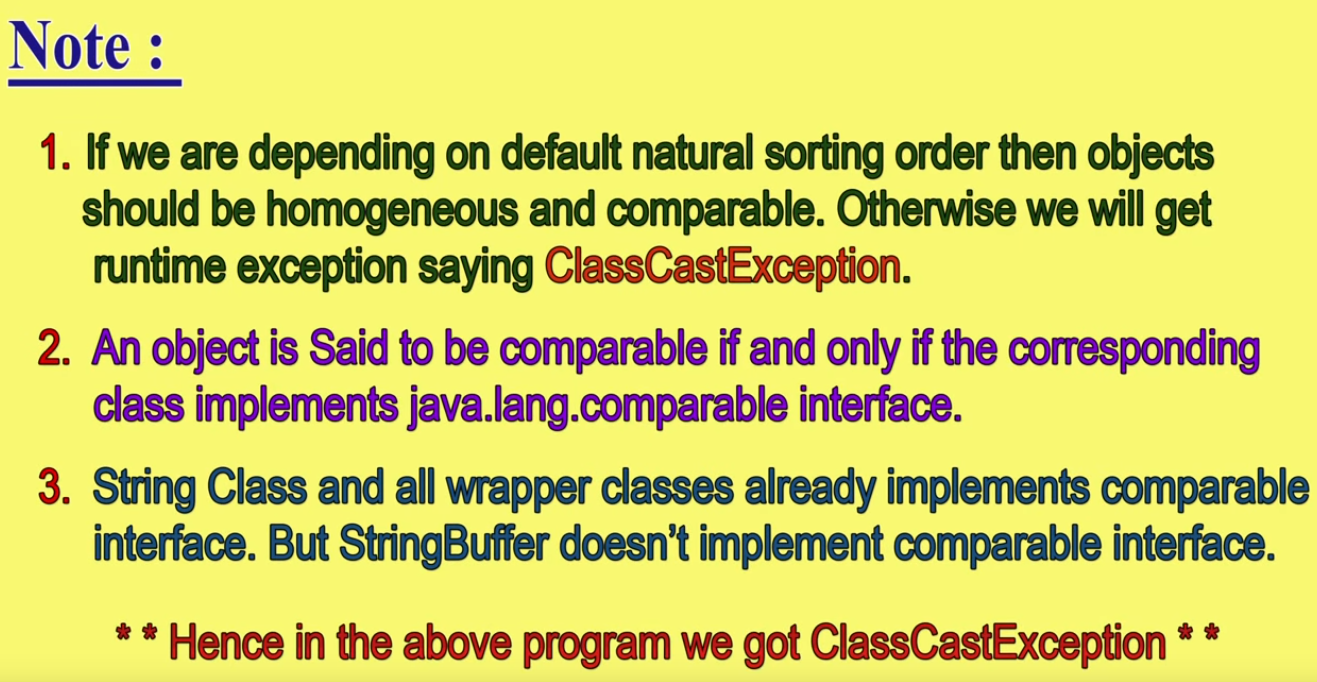 Note :
1. If we are depending on default natural sorting order then objects
should be homogeneous and comparable. Otherwise we will get
runtime exception saying ClassCastException.
2. An object is Said to be comparable if and only if the corresponding
class implements java.lang.comparable interface.
3. String Class and all wrapper classes already implements comparable
interface. But StringBuffer doesn’t implement comparable interface.
* * Hence in the above program we got ClassCastException * *